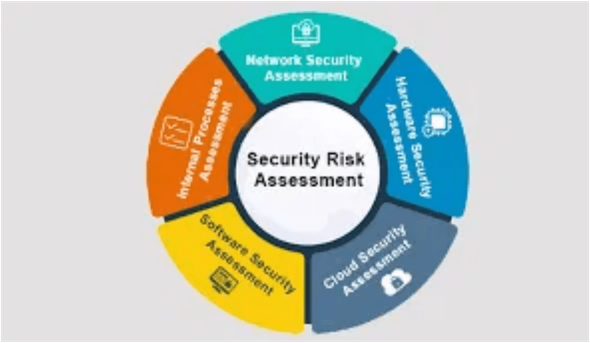 Network Security
Assessment
Hardware Security
Assessment
Cloud Security
Assessment
Software Security
Assessment
Internal Processes
Assessment
Security Risk
Assessment